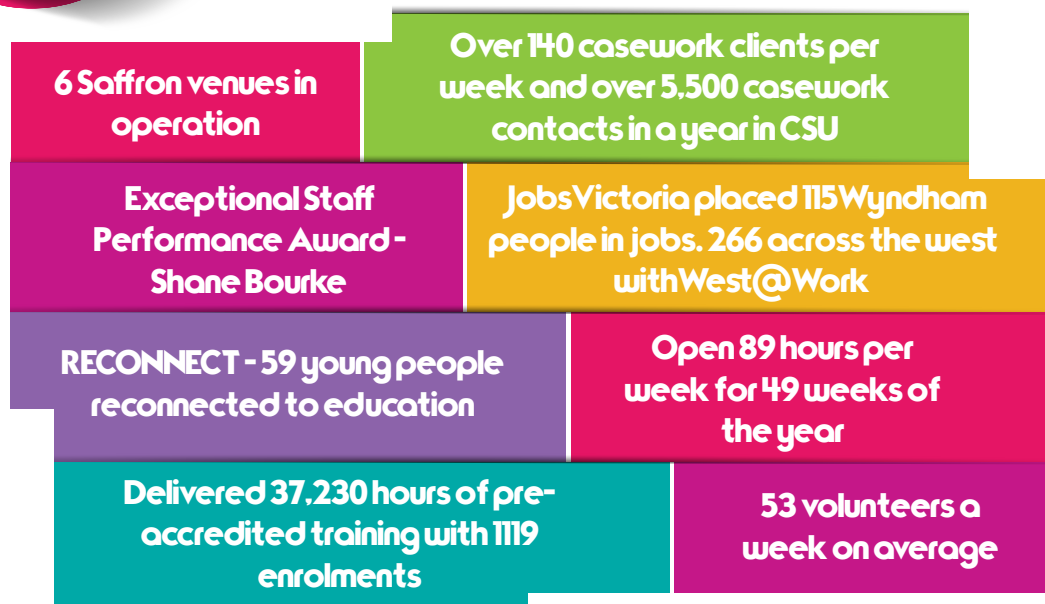 6 Saffron venues in
operation
Over 140 casework clients per
week and over 5,500 casework
contacts in a year in CSU
Exceptional Staff
Performance Award -
Shane Bourke
Jobs Victoria placed 115 Wyndham
people in jobs. 266 across the west
with West@Work
RECONNECT - 59 young people
reconnected to education
Open 89 hours per
week for 49 weeks of
the year
Delivered 37,230 hours of pre-
accredited training with 1119
enrolments
53 volunteers a
week on average